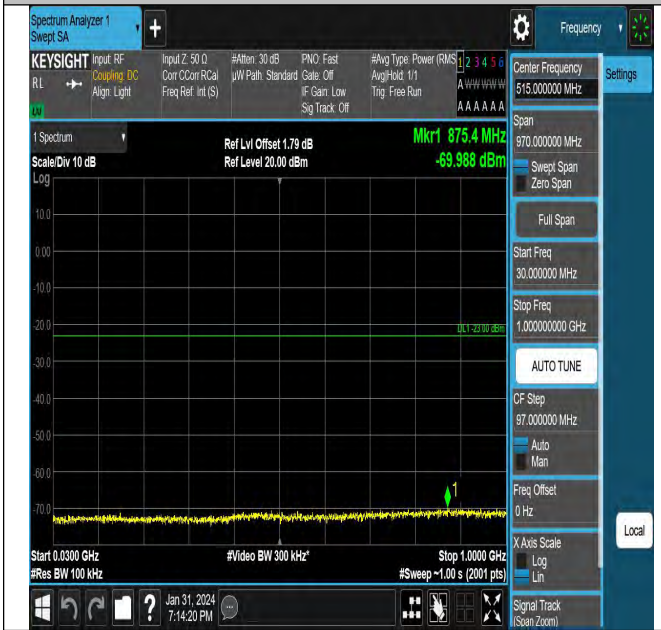 Spectrum Analyzer 1
Swept SA
+
Frequency
KEYSIGHT
RL
Input: RF
Coupling: DC
Align: Light
Input Z: 50 Ω
Corr CCorr RCal
Freq Ref: Int (S)
#Atten: 30 dB
µW Path: Standard
PNO: Fast
Gate: Off
IF Gain: Low
Sig Track: Off
#Avg Type: Power (RMS
Avg|Hold: 1/1
Trig: Free Run
1 2 3 4 5 6
A W W W W W
A A A A A A
1 Spectrum
Scale/Div 10 dB
Ref Lvl Offset 1.79 dB
Ref Level 20.00 dBm
Mkr1 875.4 MHz
-69.988 dBm
Log
10.0
0.00
-10.0
-20.0
DL1 -23.00 dBm
-30.0
-40.0
-50.0
-60.0
-70.0
1
Start 0.0300 GHz
#Res BW 100 kHz
#Video BW 300 kHz*
Stop 1.0000 GHz
#Sweep ~1.00 s (2001 pts)
Center Frequency
515.000000 MHz
Settings
Span
970.000000 MHz
Swept Span
Zero Span
Full Span
Start Freq
30.000000 MHz
Stop Freq
1.000000000 GHz
AUTO TUNE
CF Step
97.000000 MHz
Auto
Man
Freq Offset
0 Hz
X Axis Scale
Log
Lin
Local
Signal Track
(Span Zoom)
?
Jan 31, 2024
7:14:20 PM